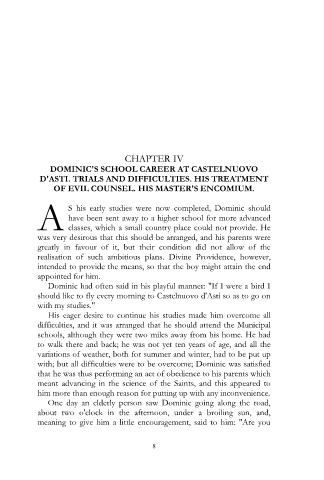 CHAPTER IV
DOMINIC'S SCHOOL CAREER AT CASTELNUOVO
D'ASTI. TRIALS AND DIFFICULTIES. HIS TREATMENT
OF EVIL COUNSEL. HIS MASTER'S ENCOMIUM.
AS his early studies were now completed, Dominic should
have been sent away to a higher school for more advanced
classes, which a small country place could not provide. He
was very desirous that this should be arranged, and his parents were
greatly in favour of it, but their condition did not allow of the
realisation of such ambitious plans. Divine Providence, however,
intended to provide the means, so that the boy might attain the end
appointed for him.
Dominic had often said in his playful manner: "If I were a bird I
should like to fly every morning to Castelnuovo d'Asti so as to go on
with my studies."
His eager desire to continue his studies made him overcome all
difficulties, and it was arranged that he should attend the Municipal
schools, although they were two miles away from his home. He had
to walk there and back; he was not yet ten years of age, and all the
variations of weather, both for summer and winter, had to be put up
with; but all difficulties were to be overcome; Dominic was satisfied
that he was thus performing an act of obedience to his parents which
meant advancing in the science of the Saints, and this appeared to
him more than enough reason for putting up with any inconvenience.
One day an elderly person saw Dominic going along the road,
about two o'clock in the afternoon, under a broiling sun, and,
meaning to give him a little encouragement, said to him: "Are you
8